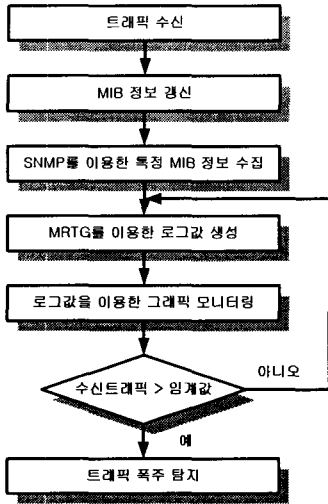 트래픽 수신
MIB 정보 갱신
SNMP를 이용한 특정 MIB 정보 수집
MRTG를 이용한 로그값 생성
로그값을 이용한 그래픽 모니터링
수신트래픽 > 임계값
아니오
예
트래픽 폭주 탐지